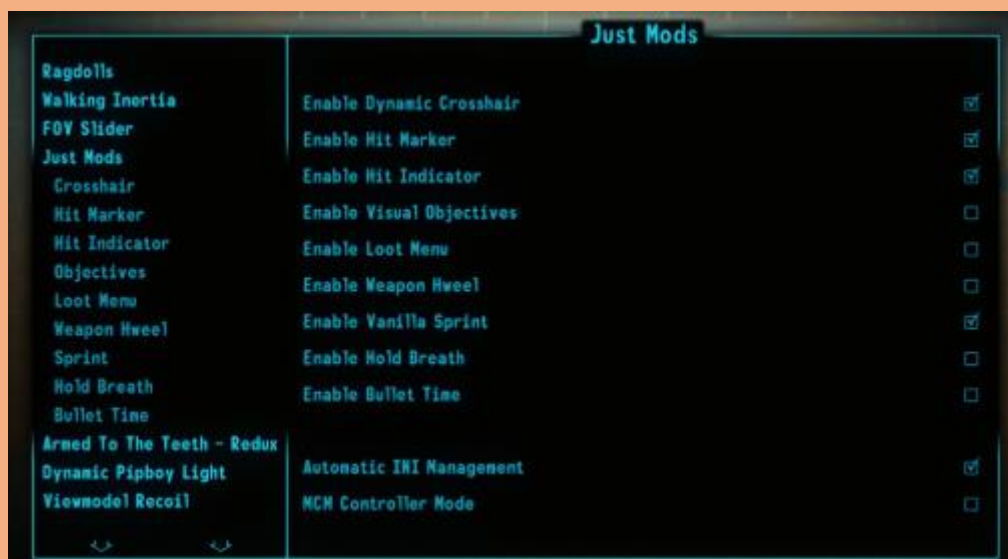 Just Mods
Ragdolls
Walking Inertia
FOV Slider
Just Mods
Crosshair
Hit Marker
Hit Indicator
Objectives
Loot Menu
Weapon Hweel
Sprint
Hold Breath
Bullet Time
Armed To The Teeth - Redux
Dynamic Pipboy Light
Viewmodel Recoil
Enable Dynamic Crosshair
Enable Hit Marker
Enable Hit Indicator
Enable Visual Objectives
Enable Loot Menu
Enable Weapon Hweel
Enable Vanilla Sprint
Enable Hold Breath
Enable Bullet Time
Automatic INI Management
MCM Controller Mode